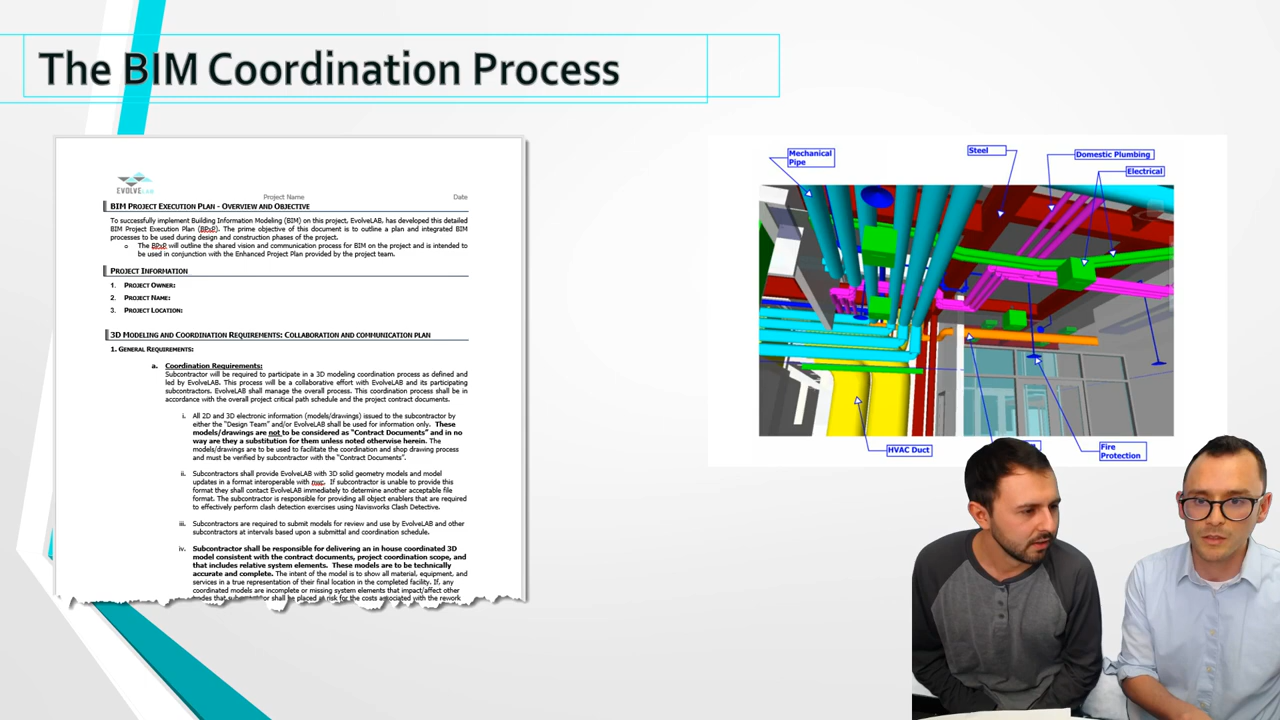 The BIM Coordination Process
EVOLVE LAB
Project Name Date
BIM PROJECT EXECUTION PLAN - OVERVIEW AND OBJECTIVE
To successfully implement Building Information Modeling (BIM) on this project, EvolveLAB, has developed this detailed
BIM Project Execution Plan (BPxP). The prime objective of this document is to outline a plan and integrated BIM
processes to be used during design and construction phases of the project.
o The BPxP will outline the shared vision and communication process for BIM on the project and is intended to
be used in conjunction with the Enhanced Project Plan provided by the project team.
PROJECT INFORMATION
1. PROJECT OWNER:
2. PROJECT NAME:
3. PROJECT LOCATION:
3D MODELING AND COORDINATION REQUIREMENTS: COLLABORATION AND COMMUNICATION PLAN
1. GENERAL REQUIREMENTS:
a. Coordination Requirements:
Subcontractor will be required to participate in a 3D modeling coordination process as defined and
led by EvolveLAB. This process will be a collaborative effort with EvolveLAB and its participating
subcontractors. EvolveLAB shall manage the overall process. This coordination process shall be in
accordance with the overall project critical path schedule and the project contract documents.
i. All 2D and 3D electronic information (models/drawings) issued to the subcontractor by
either the "Design Team" and/or EvolveLAB shall be used for information only. These
models/drawings are not to be considered as "Contract Documents" and in no
way are they a substitution for them unless noted otherwise herein. The
models/drawings are to be used to facilitate the coordination and shop drawing process
and must be verified by subcontractor with the "Contract Documents".
ii. Subcontractors shall provide EvolveLAB with 3D solid geometry models and model
updates in a format interoperable with nwc. If subcontractor is unable to provide this
format they shall contact EvolveLAB immediately to determine another acceptable file
format. The subcontractor is responsible for providing all object enablers that are required
to effectively perform clash detection exercises using Navisworks Clash Detective.
iii. Subcontractors are required to submit models for review and use by EvolveLAB and other
subcontractors at intervals based upon a submittal and coordination schedule.
iv. Subcontractor shall be responsible for delivering an in house coordinated 3D
model consistent with the contract documents, project coordination scope, and
that includes relative system elements. These models are to be technically
accurate and complete. The intent of the model is to show all material, equipment, and
services in a true representation of their final location in the completed facility. If, any
coordinated models are incomplete or missing system elements that impact/affect other
trades that subcontractor shall be placed at risk for the costs associated with the rework
Mechanical
Pipe
Steel
Domestic Plumbing
Electrical
HVAC Duct
Fire
Protection